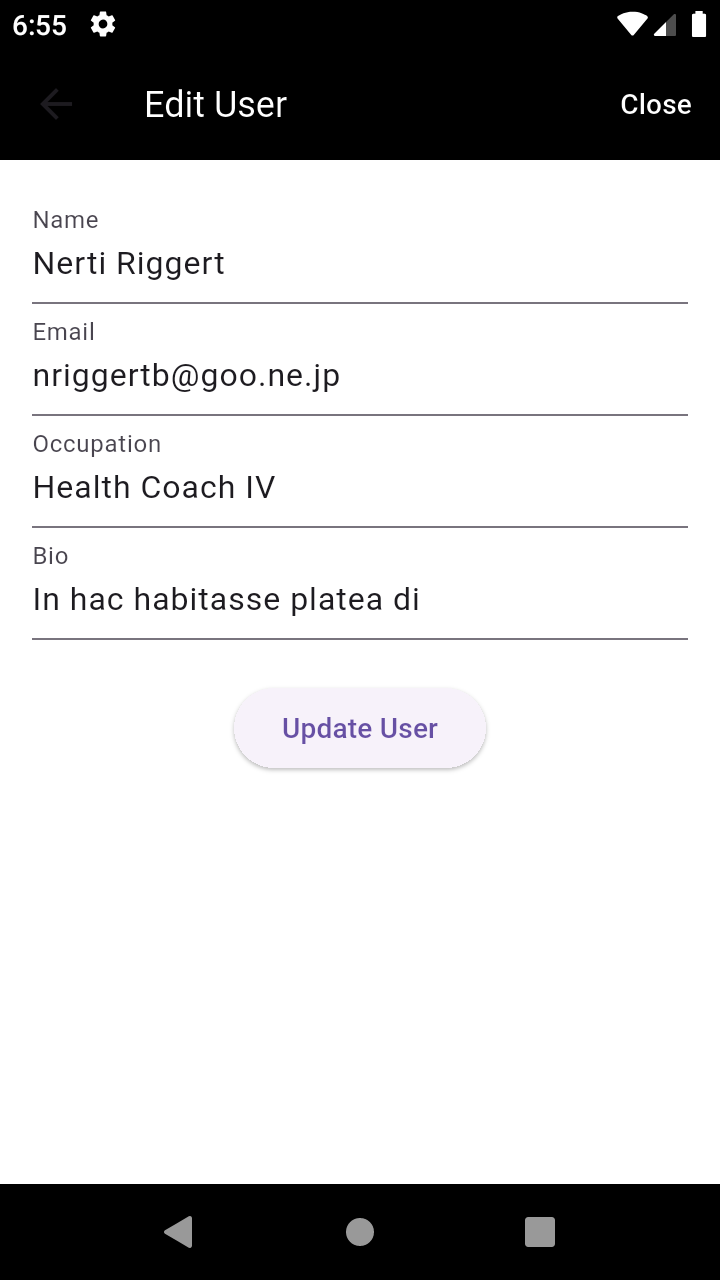 6:55
Edit User
Close
Name
Nerti Riggert
Email
nriggertb@goo.ne.jp
Occupation
Health Coach IV
Bio
In hac habitasse platea di
Update User